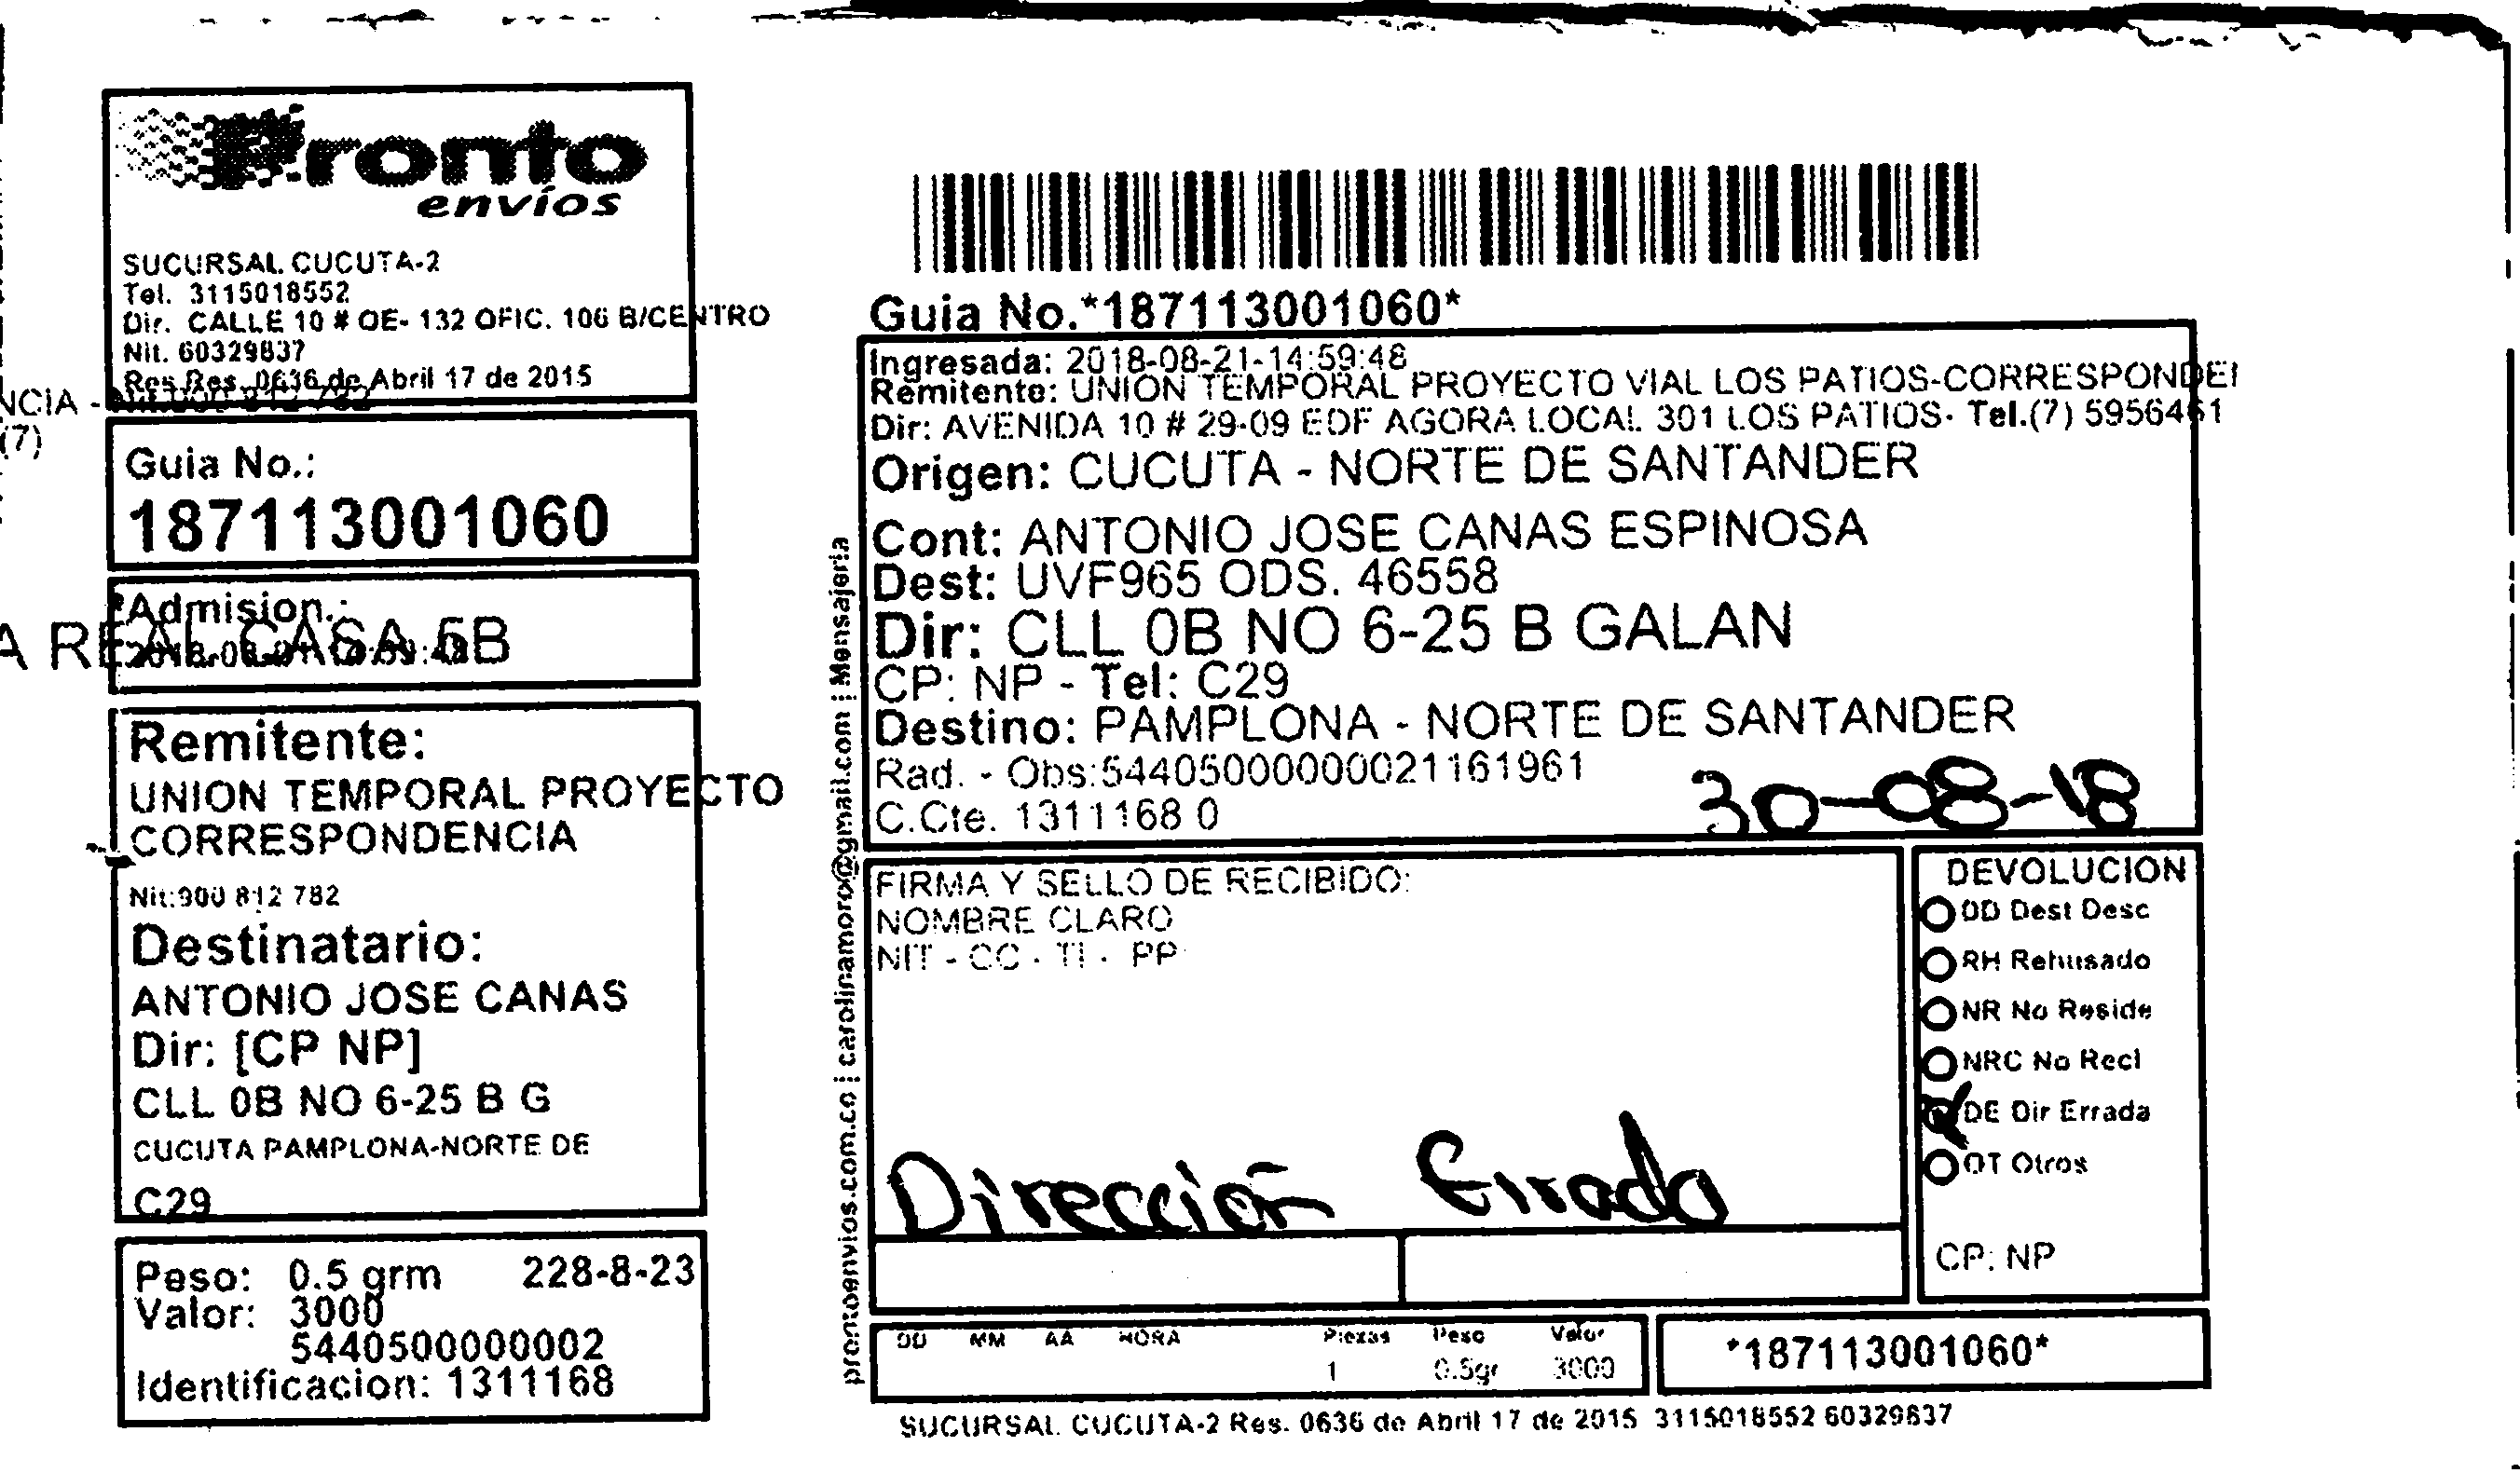 Pronto
envíos
SUCURSAL CUCUTA-2
Tel. 3115018552
Dir. CALLE 10 # OE- 132 OFIC. 106 B/CENTRO
Nit. 60329837
Res Res. 0636 de Abril 17 de 2015
NCIA -
(7)
Guia No.:
187113001060
Admision.:
A REAL CASA 5B
Remitente:
UNION TEMPORAL PROYECTO
CORRESPONDENCIA
Nit:900 812 782
Destinatario:
ANTONIO JOSE CANAS
Dir: [CP NP]
CLL 0B NO 6-25 B G
CUCUTA PAMPLONA-NORTE DE
C29
Peso: 0.5 grm 228-8-23
Valor: 3000
5440500000002
Identificacion: 1311168
prontoenvios.com.co | carolinamoro@gmail.com | Mensajeria
Guia No.*187113001060*
Ingresada: 2018-08-21-14:59:48
Remitente: UNION TEMPORAL PROYECTO VIAL LOS PATIOS-CORRESPONDEI
Dir: AVENIDA 10 # 29-09 EDF AGORA LOCAL 301 LOS PATIOS- Tel.(7) 5956461
Origen: CUCUTA - NORTE DE SANTANDER
Cont: ANTONIO JOSE CANAS ESPINOSA
Dest: UVF965 ODS. 46558
Dir: CLL 0B NO 6-25 B GALAN
CP: NP - Tel: C29
Destino: PAMPLONA - NORTE DE SANTANDER
Rad. - Obs:54405000000021161961
C.Cte. 1311168 0
30-08-18
FIRMA Y SELLO DE RECIBIDO:
NOMBRE CLARO
NIT - CC - TI - PP
Dirección Errada
DEVOLUCION
DD Dest Desc
RH Rehusado
NR No Reside
NRC No Recl
DE Dir Errada
OT Otros
CP: NP
DD MM AA HORA Piezas Peso Valor
1 0.5gr 3000
*187113001060*
SUCURSAL CUCUTA-2 Res. 0636 de Abril 17 de 2015 3115018552 60329837